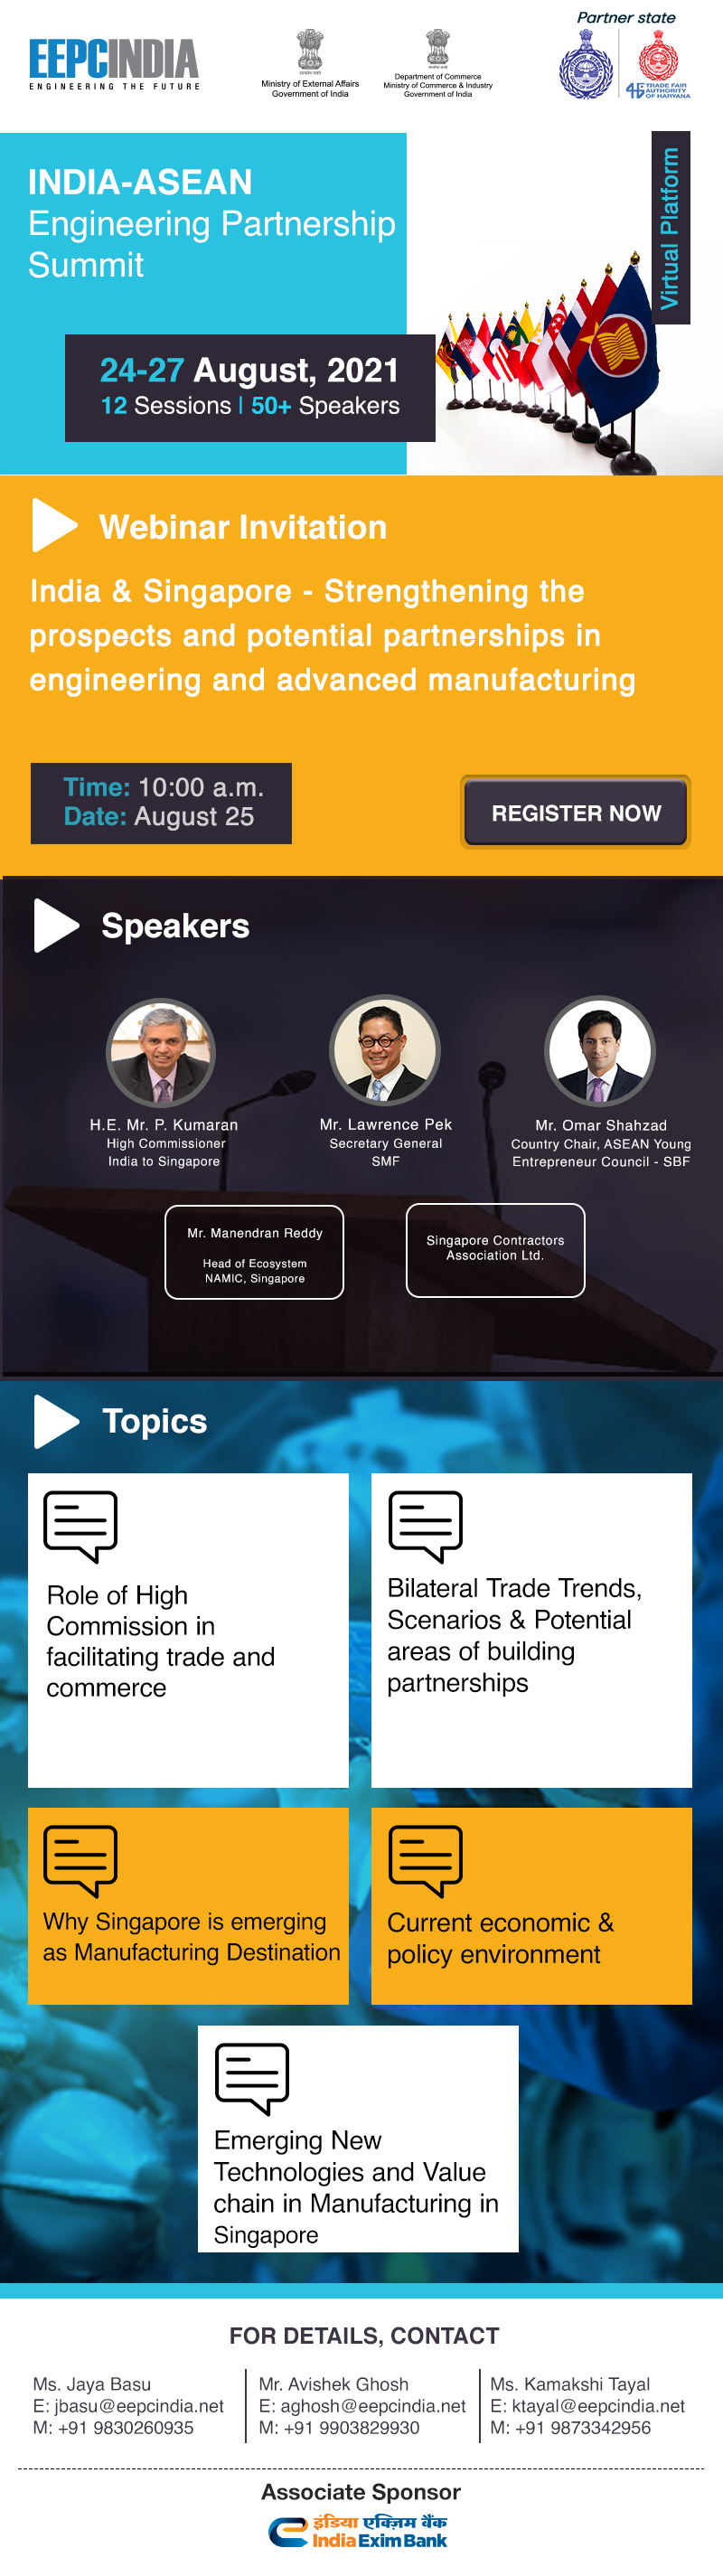 Partner state
EEPCINDIA
ENGINEERING THE FUTURE
Ministry of External Affairs
Government of India
Department of Commerce
Ministry of Commerce & Industry
Government of India
TRADE FAIR
AUTHORITY
OF HARYANA
INDIA-ASEAN
Engineering Partnership
Summit
Virtual Platform
24-27 August, 2021
12 Sessions | 50+ Speakers
Webinar Invitation
India & Singapore - Strengthening the
prospects and potential partnerships in
engineering and advanced manufacturing
Time: 10:00 a.m.
Date: August 25
REGISTER NOW
Speakers
H.E. Mr. P. Kumaran
High Commissioner
India to Singapore
Mr. Lawrence Pek
Secretary General
SMF
Mr. Omar Shahzad
Country Chair, ASEAN Young
Entrepreneur Council - SBF
Mr. Manendran Reddy
Head of Ecosystem
NAMIC, Singapore
Singapore Contractors
Association Ltd.
Topics
Role of High
Commission in
facilitating trade and
commerce
Bilateral Trade Trends,
Scenarios & Potential
areas of building
partnerships
Why Singapore is emerging
as Manufacturing Destination
Current economic &
policy environment
Emerging New
Technologies and Value
chain in Manufacturing in
Singapore
FOR DETAILS, CONTACT
Ms. Jaya Basu
E: jbasu@eepcindia.net
M: +91 9830260935
Mr. Avishek Ghosh
E: aghosh@eepcindia.net
M: +91 9903829930
Ms. Kamakshi Tayal
E: ktayal@eepcindia.net
M: +91 9873342956
Associate Sponsor
इंडिया एक्ज़िम बैंक
India Exim Bank